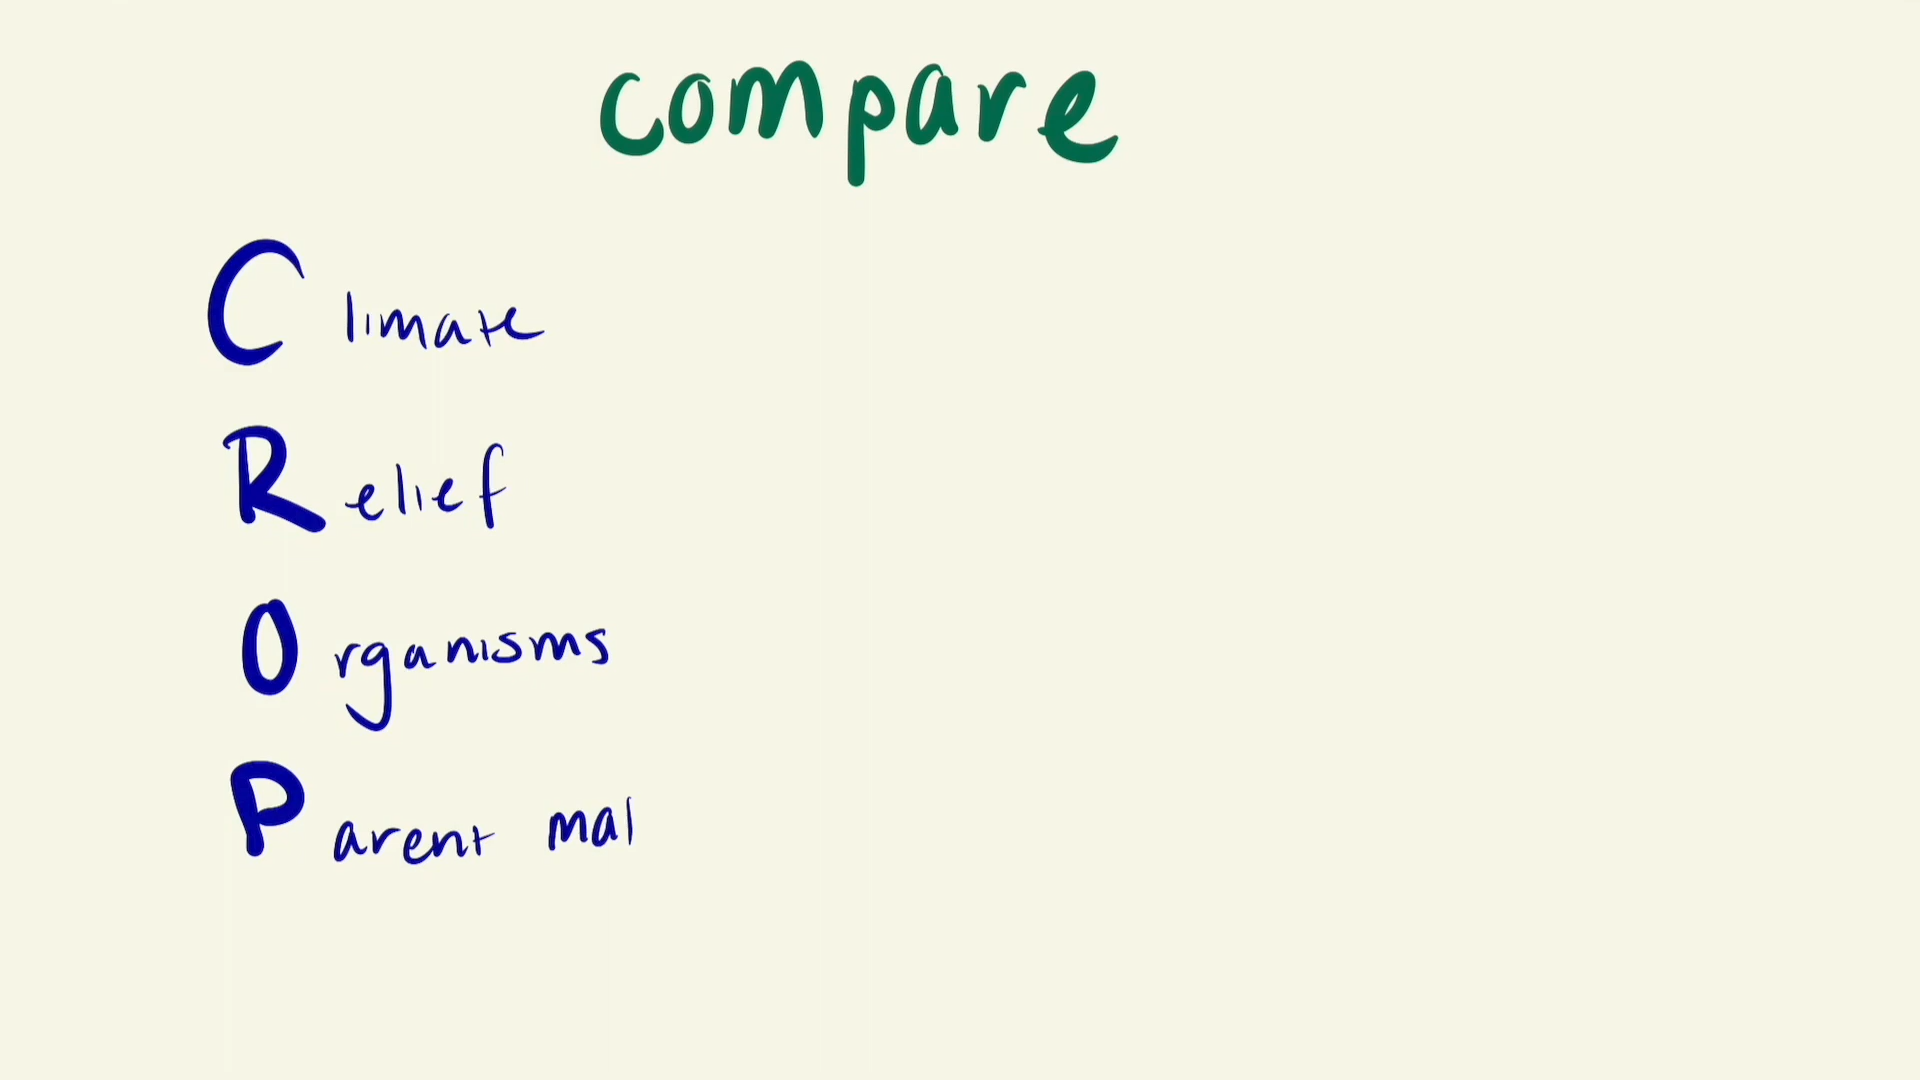 compare
Climate
Relief
Organisms
Parent mal